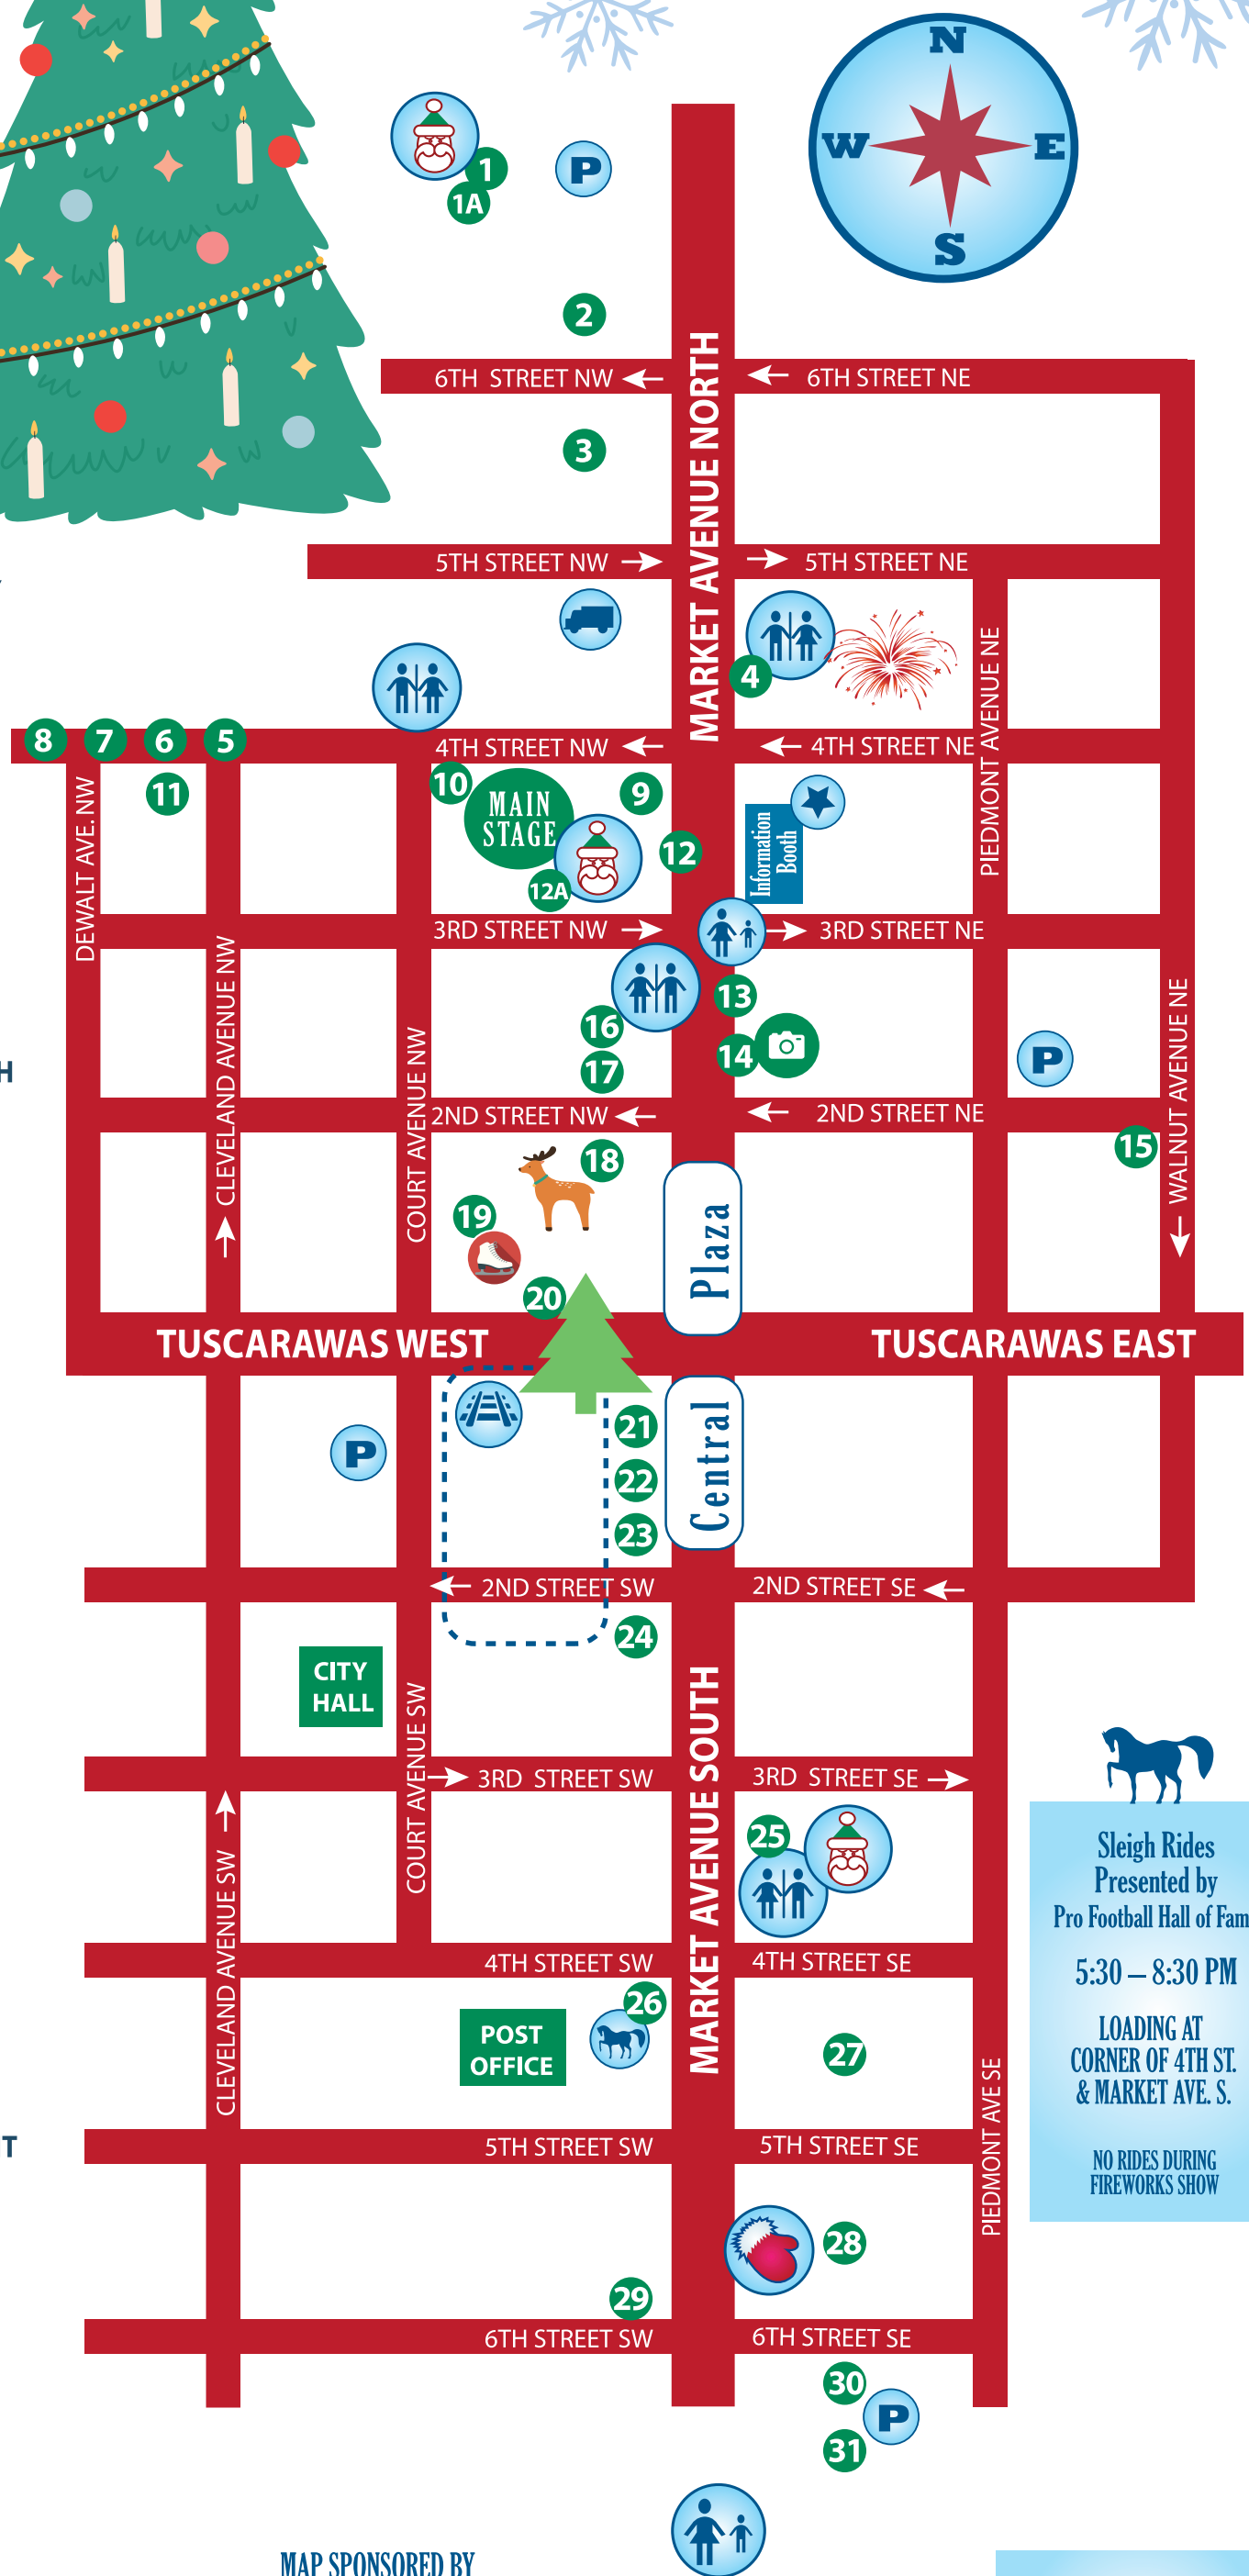 N
W
E
S
1
P
1A
2
6TH STREET NW
6TH STREET NE
MARKET AVENUE NORTH
3
5TH STREET NW
5TH STREET NE
4
PIEDMONT AVENUE NE
8
7
6
5
4TH STREET NW
4TH STREET NE
11
10
MAIN
STAGE
9
12
12A
Information
Booth
DEWALT AVE. NW
3RD STREET NW
3RD STREET NE
CLEVELAND AVENUE NW
13
16
14
17
H
P
COURT AVENUE NW
WALNUT AVENUE NE
2ND STREET NW
2ND STREET NE
15
18
19
20
Plaza
TUSCARAWAS WEST
TUSCARAWAS EAST
Central
21
P
22
23
2ND STREET SW
2ND STREET SE
24
CITY
HALL
COURT AVENUE SW
MARKET AVENUE SOUTH
3RD STREET SW
3RD STREET SE
25
CLEVELAND AVENUE SW
4TH STREET SW
4TH STREET SE
26
POST
OFFICE
27
T
5TH STREET SW
5TH STREET SE
PIEDMONT AVE SE
28
29
6TH STREET SW
6TH STREET SE
30
P
31
Sleigh Rides
Presented by
Pro Football Hall of Fam
5:30 – 8:30 PM
LOADING AT
CORNER OF 4TH ST.
& MARKET AVE. S.
NO RIDES DURING
FIREWORKS SHOW
MAP SPONSORED BY